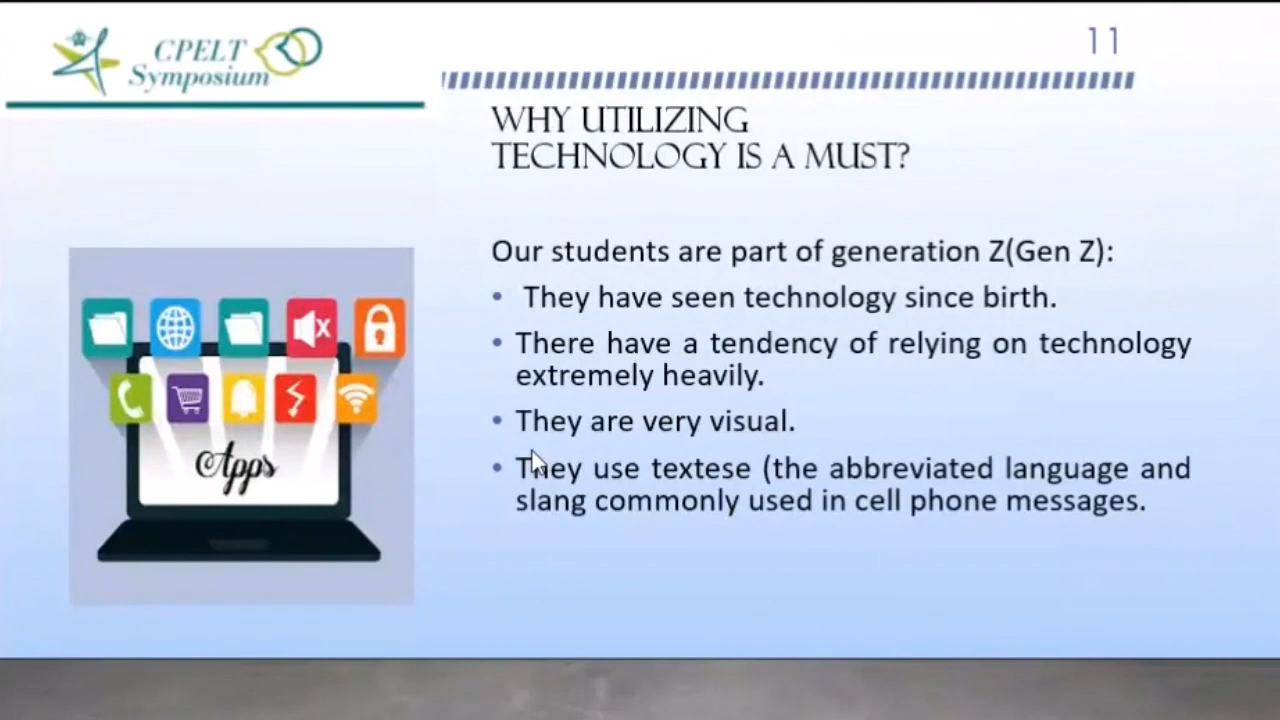 CPELT
Symposium
11
WHY UTILIZING
TECHNOLOGY IS A MUST?
Our students are part of generation Z(Gen Z):
• They have seen technology since birth.
• There have a tendency of relying on technology
extremely heavily.
• They are very visual.
• They use textese (the abbreviated language and
slang commonly used in cell phone messages.
Apps